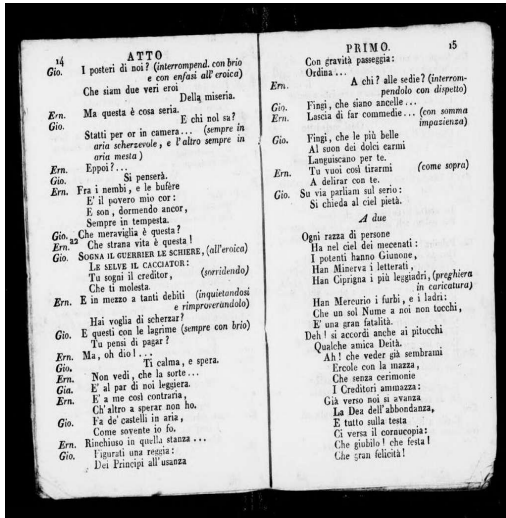 14 ATTO
Gio. I posteri di noi? (interrompend. con brio
e con enfasi all' eroica)
Che siam due veri eroi
Della miseria.
Ern. Ma questa è cosa seria.
Gio. E chi nol sa?
Statti per or in camera... (sempre in
aria scherzevole, e l'altro sempre in
aria mesta)
Ern. Eppoi?...
Gio. Si penserà.
Ern. Fra i nembi, e le bufère
E' il povero mio cor:
E son, dormendo ancor,
Sempre in tempesta.
Gio. Che meraviglia è questa?
Ern.22 Che strana vita è questa!
Gio. SOGNA IL GUERRIER LE SCHIERE, (all'eroica)
LE SELVE IL CACCIATOR:
Tu sogni il creditor, (sorridendo)
Che ti molesta.
Ern. E in mezzo a tanti debiti (inquietandosi
e rimproverandolo)
Hai voglia di scherzar?
Gio. E questi con le lagrime (sempre con brio)
Tu pensi di pagar?
Ern. Ma, oh dio!...
Gio. Ti calma, e spera.
Ern. Non vedi, che la sorte...
Gia. E' al par di noi leggiera.
Ern. E' a me così contraria,
Ch'altro a sperar non ho.
Gio. Fa de' castelli in aria,
Come sovente io fo.
Ern. Rinchiuso in quella stanza...
Gio. Figurati una reggia:
Dei Principi all'usanza
PRIMO. 15
Con gravità passeggia:
Ordina...
Ern. A chi? alle sedie? (interrom-
pendolo con dispetto)
Gio. Fingi, che siano ancelle...
Ern. Lascia di far commedie... (con somma
impazienza)
Gio. Fingi, che le più belle
Al suon dei dolci carmi
Languiscano per te.
Ern. Tu vuoi così tirarmi (come sopra)
A delirar con te.
Gio. Su via parliam sul serio:
Si chieda al ciel pietà.
A due
Ogni razza di persone
Ha nel ciel dei mecenati:
I potenti hanno Giunone,
Han Minerva i letterati,
Han Ciprigna i più leggiadri, (preghiera
in caricatura)
Han Mercurio i furbi, e i ladri:
Che un sol Nume a noi non tocchi,
E' una gran fatalità.
Deh! si accordi anche ai pitocchi
Qualche amica Deità.
Ah! che veder già sembrami
Ercole con la mazza,
Che senza cerimonie
I Creditori ammazza:
Già verso noi si avanza
La Dea dell'abbondanza,
E tutto sulla testa
Ci versa il cornucopia:
Che giubilo! che festa!
Che gran felicità!